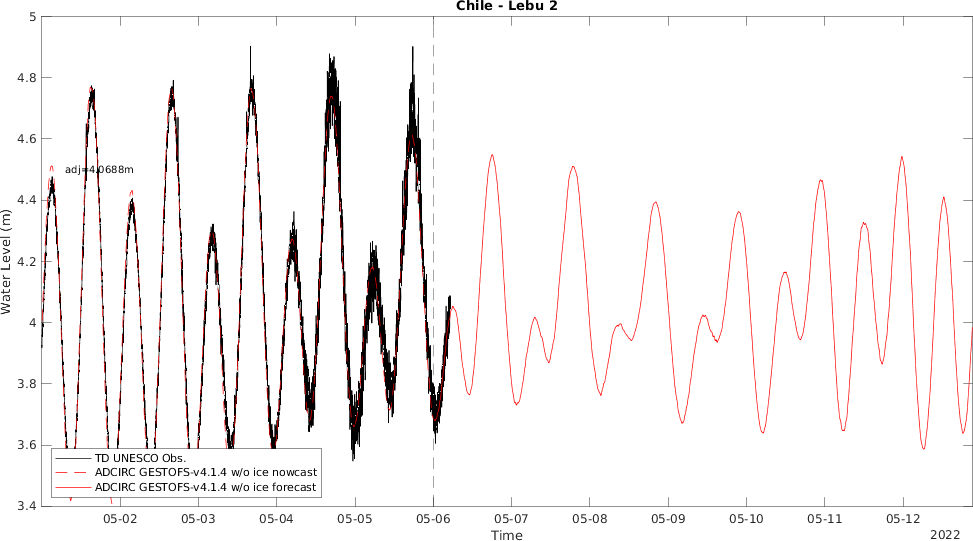 Chile - Lebu 2
5
4.8
4.6
4.4
4.2
4
3.8
3.6
3.4
Water Level (m)
adj=4.0688m
TD UNESCO Obs.
ADCIRC GESTOFS-v4.1.4 w/o ice nowcast
ADCIRC GESTOFS-v4.1.4 w/o ice forecast
05-02 05-03 05-04 05-05 05-06 05-07 05-08 05-09 05-10 05-11 05-12
Time
2022